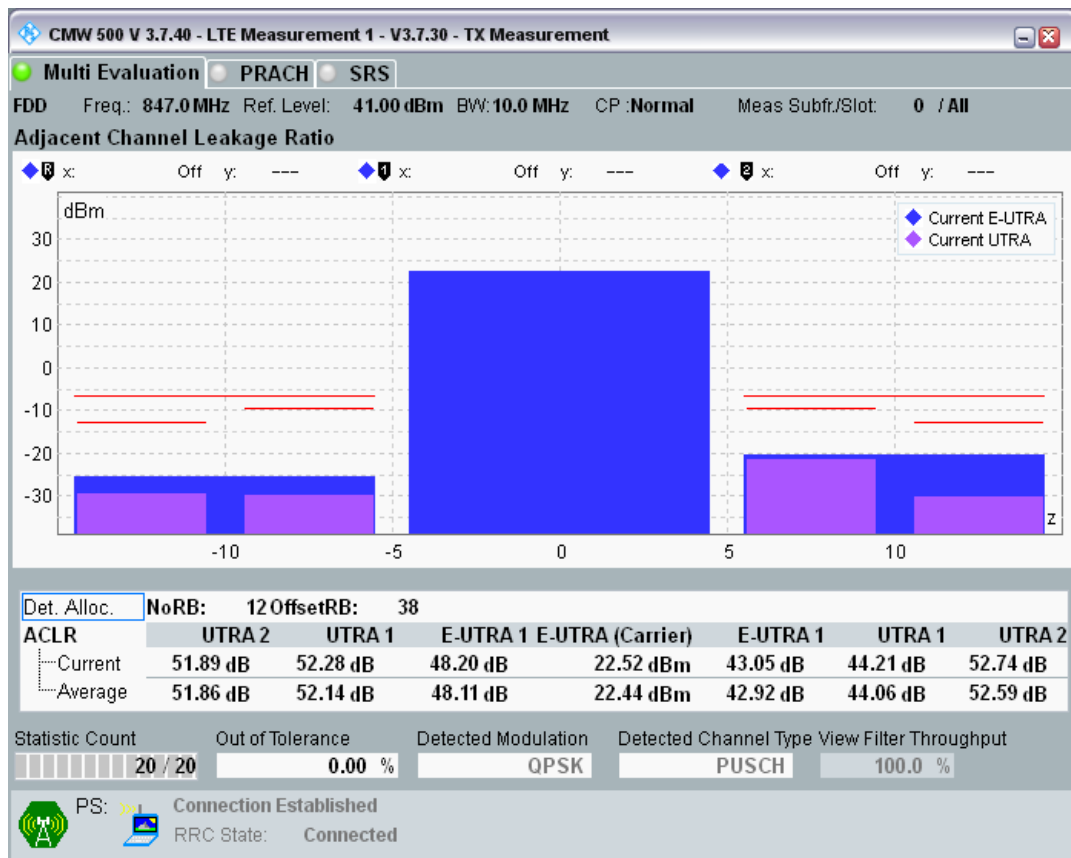 CMW 500 V 3.7.40 - LTE Measurement 1 - V3.7.30 - TX Measurement
Multi Evaluation PRACH SRS
FDD Freq.: 847.0 MHz Ref. Level: 41.00 dBm BW: 10.0 MHz CP :Normal Meas Subfr./Slot: 0 / All
Adjacent Channel Leakage Ratio
R x: Off y: --- 1 x: Off y: --- 2 x: Off y: ---
dBm
Current E-UTRA
Current UTRA
30
20
10
0
-10
-20
-30
z
-10 -5 0 5 10
Det. Alloc. NoRB: 12 OffsetRB: 38
ACLR UTRA 2 UTRA 1 E-UTRA 1 E-UTRA (Carrier) E-UTRA 1 UTRA 1 UTRA 2
Current 51.89 dB 52.28 dB 48.20 dB 22.52 dBm 43.05 dB 44.21 dB 52.74 dB
Average 51.86 dB 52.14 dB 48.11 dB 22.44 dBm 42.92 dB 44.06 dB 52.59 dB
Statistic Count Out of Tolerance Detected Modulation Detected Channel Type View Filter Throughput
20 / 20 0.00 % QPSK PUSCH 100.0 %
PS: Connection Established
RRC State: Connected